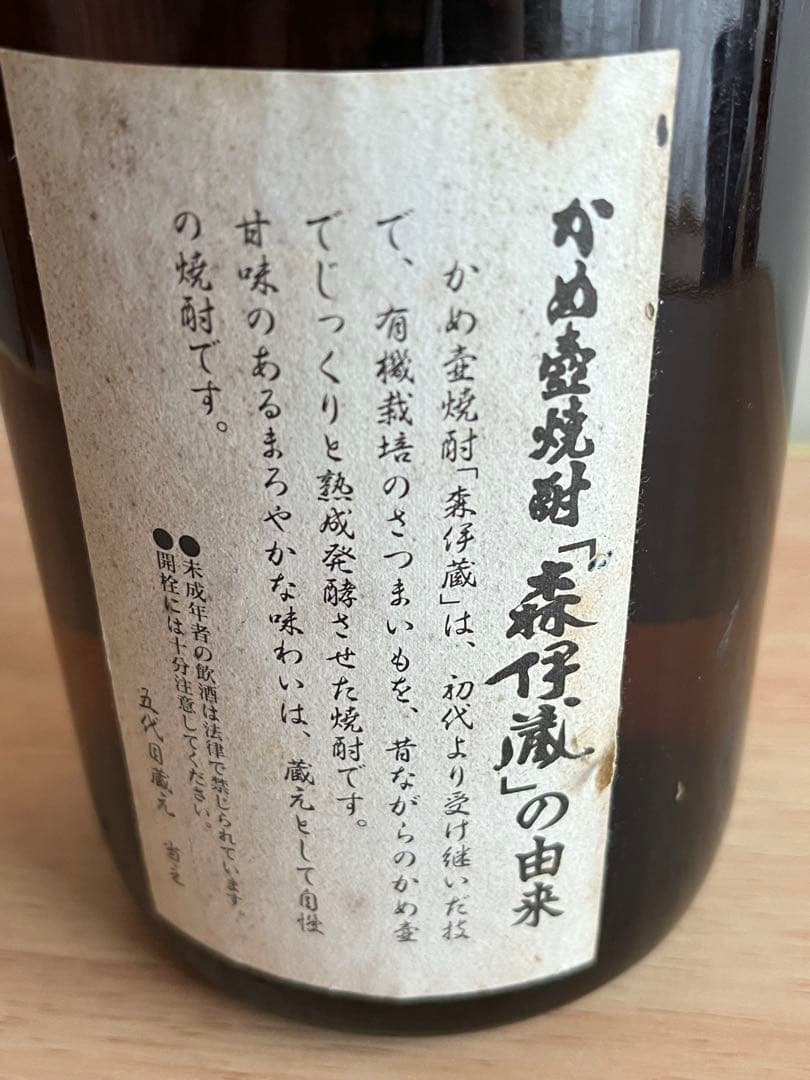 かめ壺焼酎「森伊蔵」の由来
かめ壺焼酎「森伊蔵」は、初代より受け継いだ技
で、有機栽培のさつまいもを、昔ながらのかめ壺
でじっくりと熟成発酵させた焼酎です。
甘味のあるまろやかな味わいは、蔵元として自慢
の焼酎です。
●未成年者の飲酒は法律で禁じられています。
●開栓には十分注意してください。
五代目蔵元